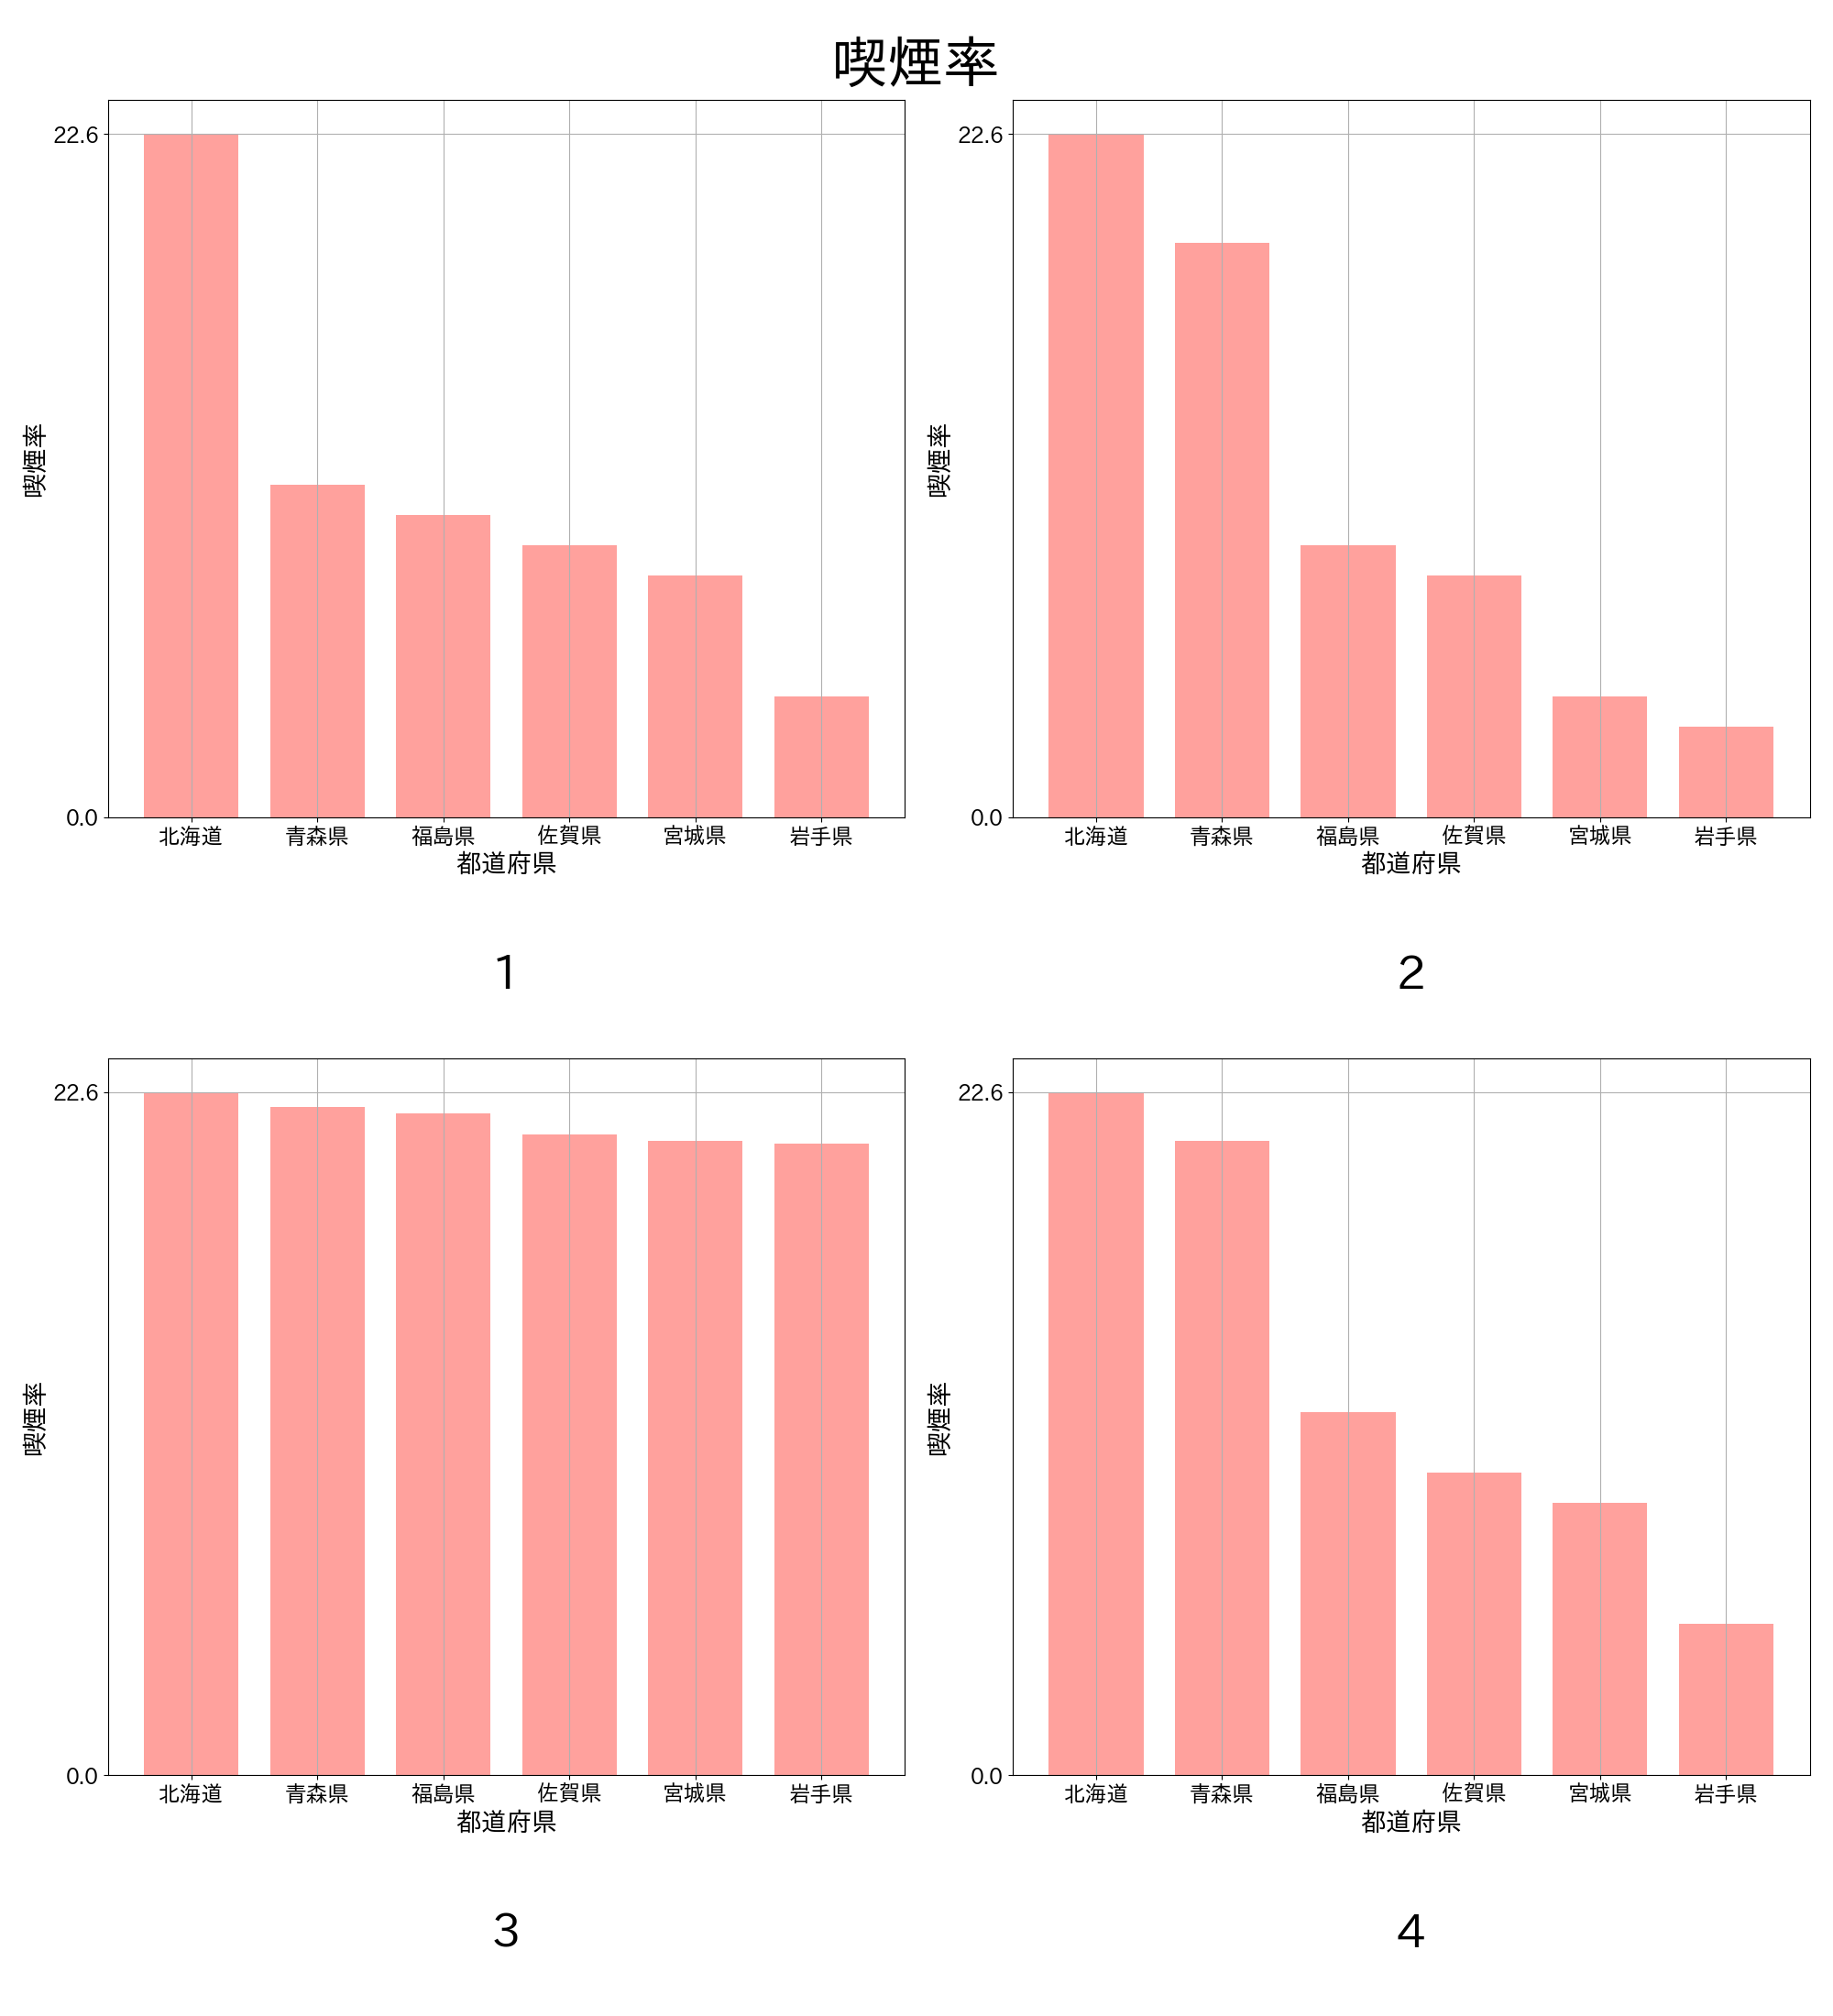 喫煙率
22.6
0.0
喫煙率
北海道 青森県 福島県 佐賀県 宮城県 岩手県
都道府県
1
22.6
0.0
喫煙率
北海道 青森県 福島県 佐賀県 宮城県 岩手県
都道府県
2
22.6
0.0
喫煙率
北海道 青森県 福島県 佐賀県 宮城県 岩手県
都道府県
3
22.6
0.0
喫煙率
北海道 青森県 福島県 佐賀県 宮城県 岩手県
都道府県
4